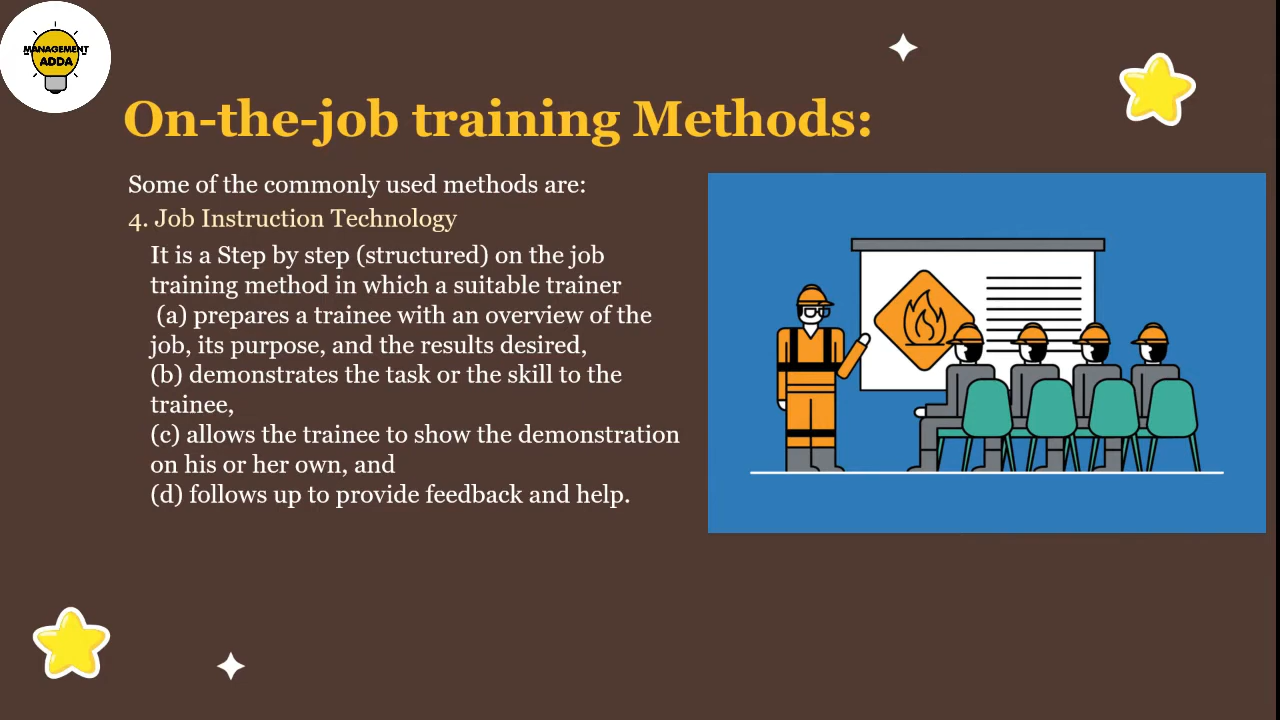 MANAGEMENT
ADDA
On-the-job training Methods:
Some of the commonly used methods are:
4. Job Instruction Technology
It is a Step by step (structured) on the job
training method in which a suitable trainer
(a) prepares a trainee with an overview of the
job, its purpose, and the results desired,
(b) demonstrates the task or the skill to the
trainee,
(c) allows the trainee to show the demonstration
on his or her own, and
(d) follows up to provide feedback and help.